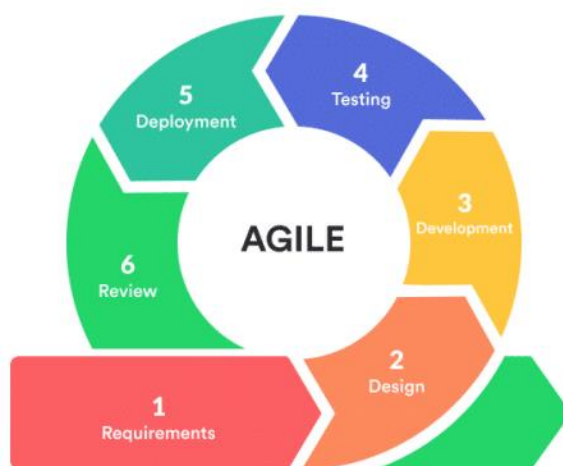 4
Testing
5
Deployment
3
Development
AGILE
6
Review
2
Design
1
Requirements